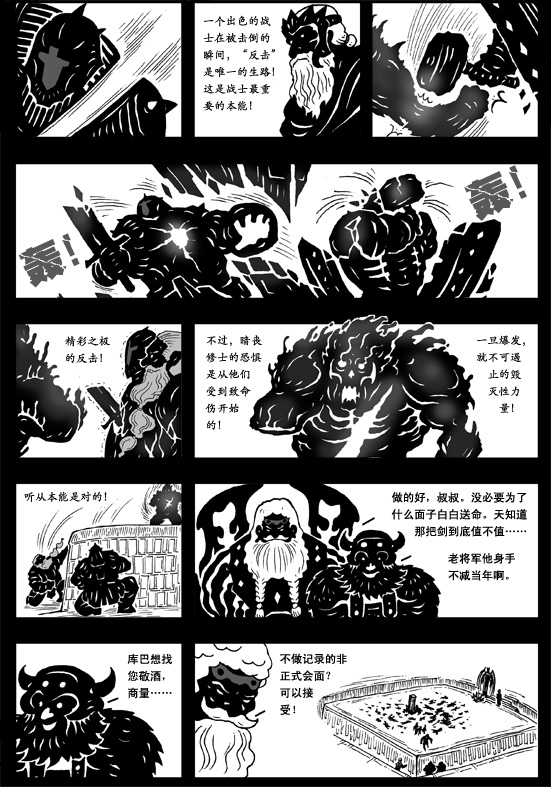 一个出色的战
士在被击倒的
瞬间，“反击”
是唯一的生路！
这是战士最重
要的本能！
轰！
轰！
精彩之极
的反击！
不过，暗丧
修士的恐惧
是从他们
受到致命
伤开始
的！
一旦爆发，
就不可遏
止的毁
灭性力
量！
听从本能是对的！
做的好，叔叔。没必要为了
什么面子白白送命。天知道
那把剑到底值不值……
老将军他身手
不减当年啊。
库巴想找
您敬酒，
商量……
不做记录的非
正式会面？
可以接
受！